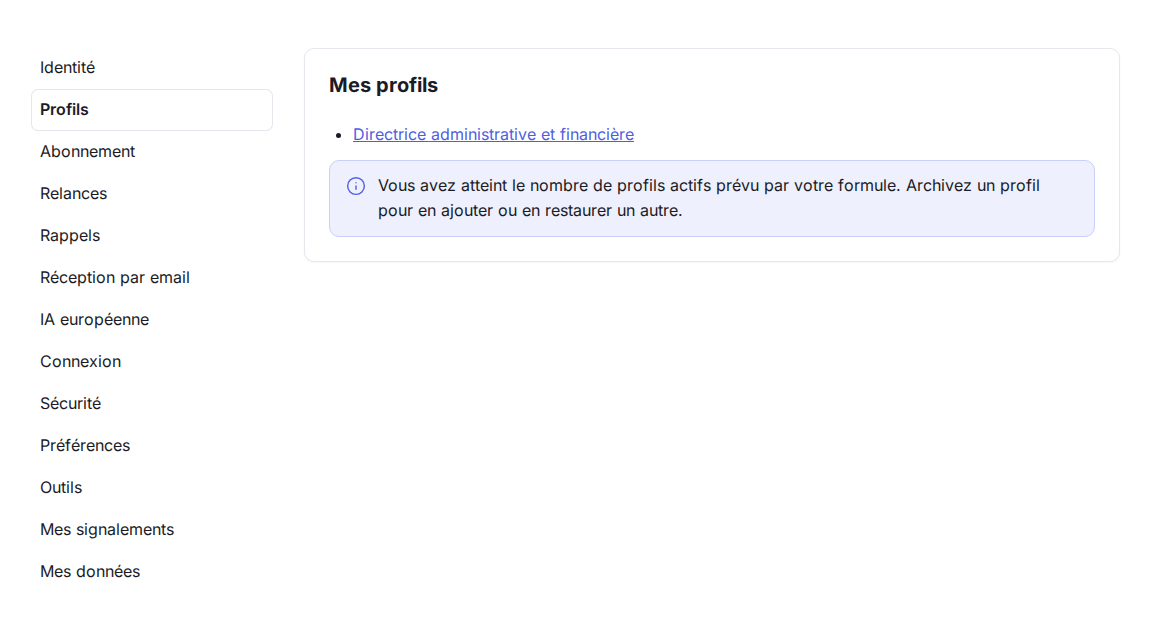 Identité
Profils
Abonnement
Relances
Rappels
Réception par email
IA européenne
Connexion
Sécurité
Préférences
Outils
Mes signalements
Mes données
Mes profils
Directrice administrative et financière
Vous avez atteint le nombre de profils actifs prévu par votre formule. Archivez un profil
pour en ajouter ou en restaurer un autre.